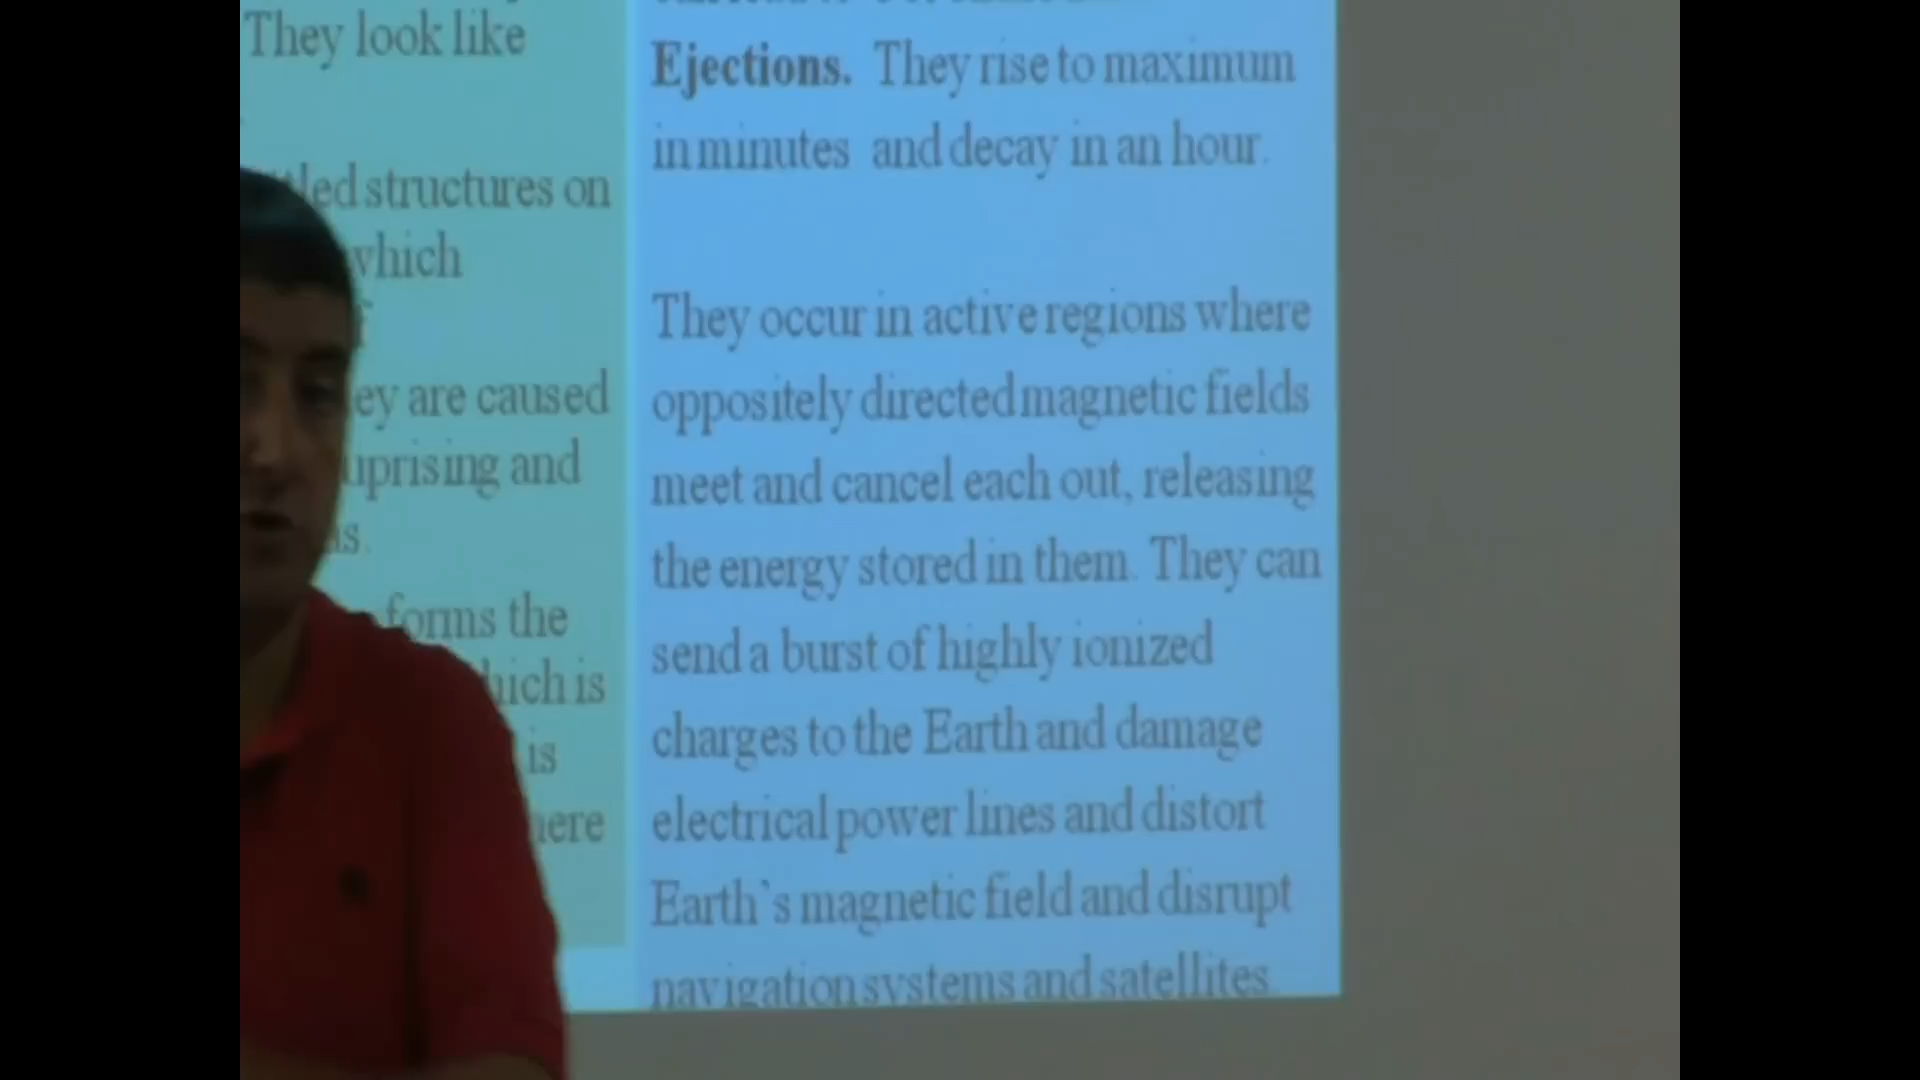 They look like
structures on
which
ey are caused
uprising and
forms the
is
is
Ejections. They rise to maximum
in minutes and decay in an hour.
They occur in active regions where
oppositely directed magnetic fields
meet and cancel each out, releasing
the energy stored in them. They can
send a burst of highly ionized
charges to the Earth and damage
electrical power lines and distort
Earth`s magnetic field and disrupt
navigation systems and satellites.